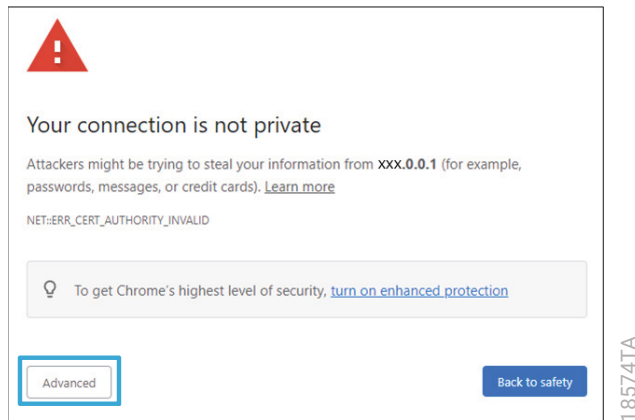 Your connection is not private
Attackers might be trying to steal your information from xxx.0.0.1 (for example,
passwords, messages, or credit cards). Learn more
NET::ERR_CERT_AUTHORITY_INVALID
To get Chrome's highest level of security, turn on enhanced protection
Advanced
Back to safety
18574TA